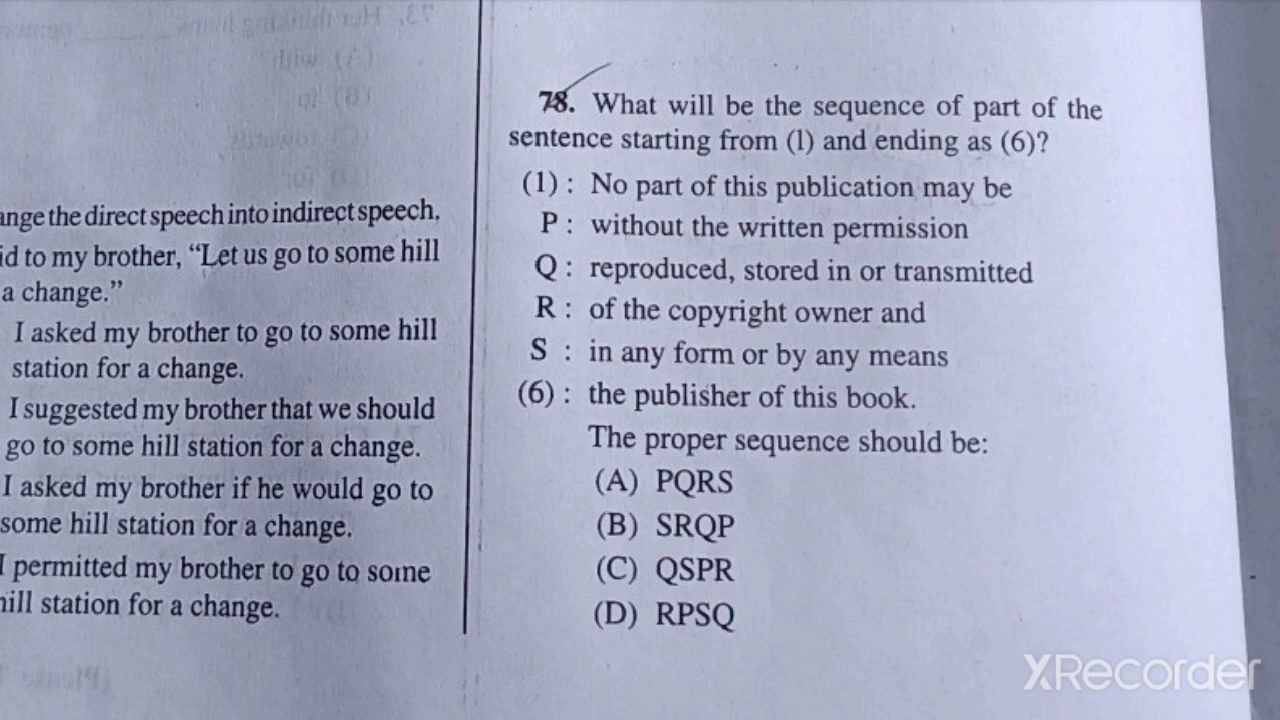 ange the direct speech into indirect speech,
id to my brother, “Let us go to some hill
a change.”
I asked my brother to go to some hill
station for a change.
I suggested my brother that we should
go to some hill station for a change.
I asked my brother if he would go to
some hill station for a change.
I permitted my brother to go to some
hill station for a change.
78. What will be the sequence of part of the
sentence starting from (1) and ending as (6)?
(1) : No part of this publication may be
P : without the written permission
Q : reproduced, stored in or transmitted
R : of the copyright owner and
S : in any form or by any means
(6) : the publisher of this book.
The proper sequence should be:
(A) PQRS
(B) SRQP
(C) QSPR
(D) RPSQ
XRecorder